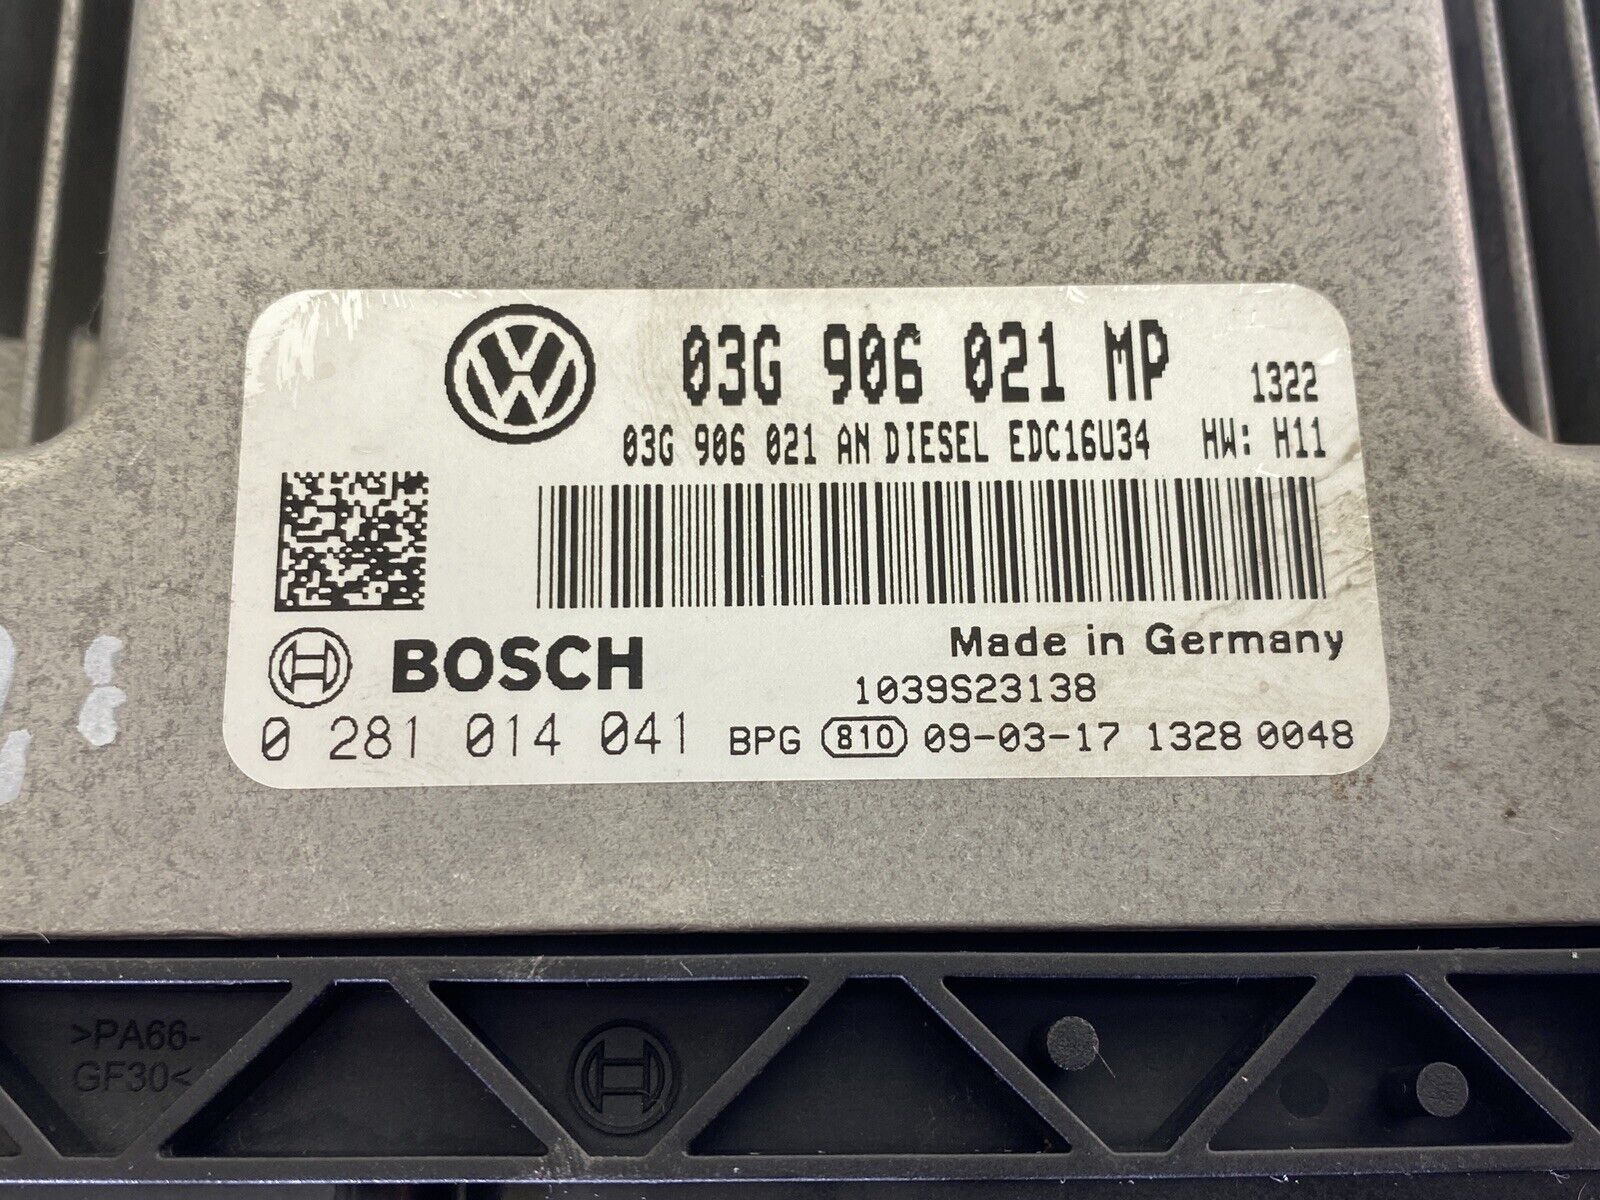 03G 906 021 MP 1322
03G 906 021 AN DIESEL EDC16U34 HW: H11
Made in Germany
BOSCH
1039S23138
0 281 014 041 BPG 810 09-03-17 1328 0048
>PA66-
GF30<